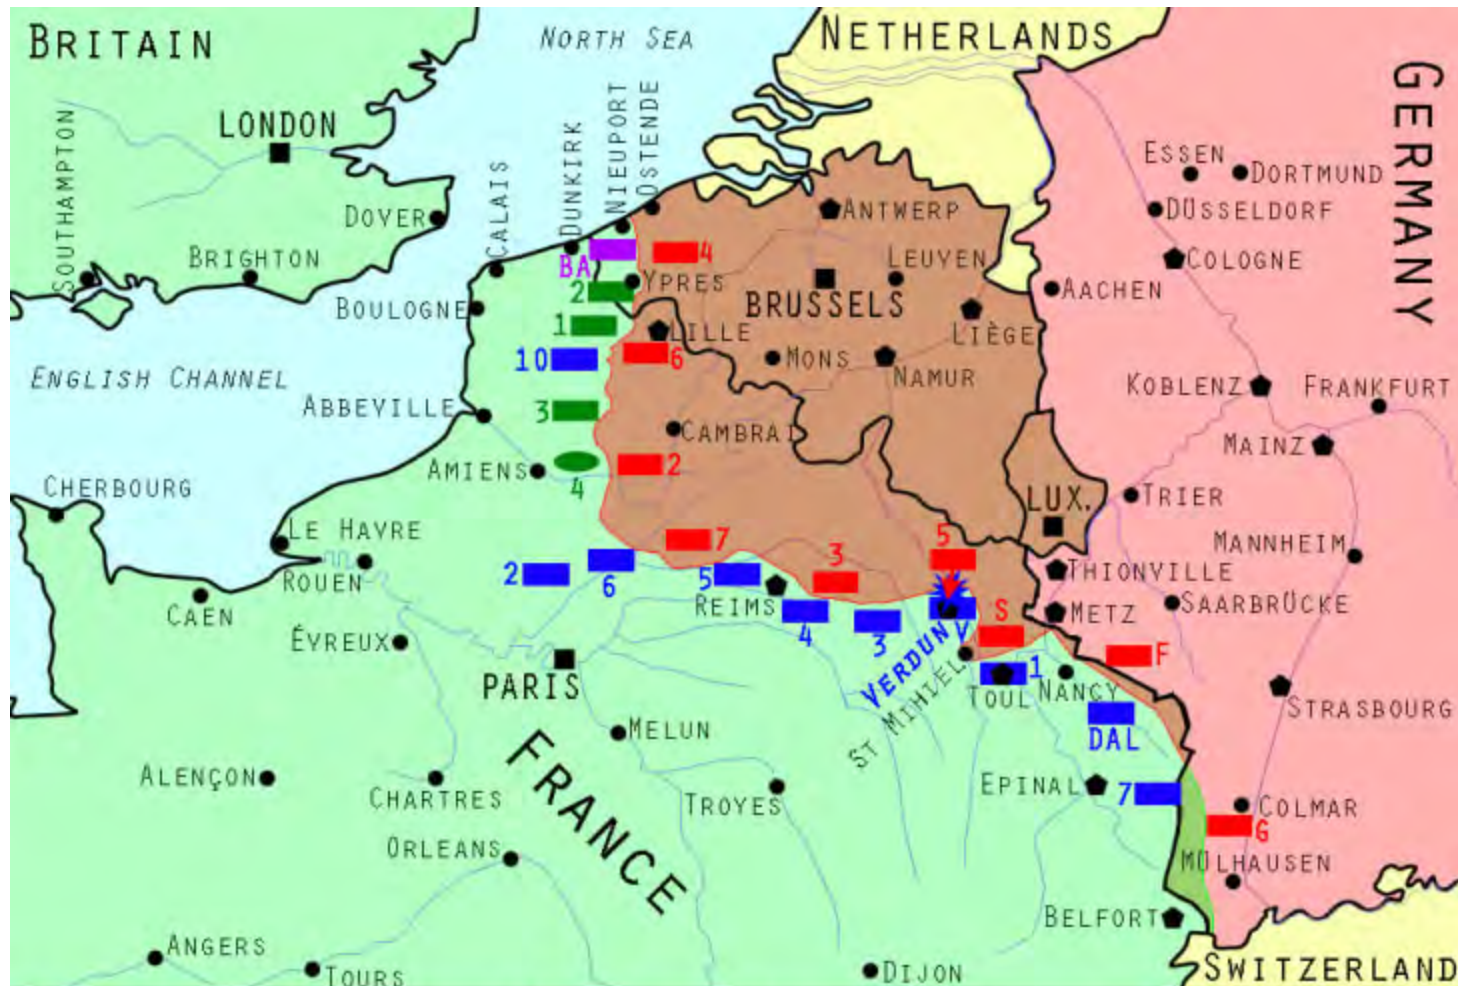 BRITAIN
NORTH SEA
NETHERLANDS
GERMANY
LONDON
SOUTHAMPTON
DOVER
BRIGHTON
CALAIS
DUNKIRK
NIEUPORT
OSTENDE
ESSEN
DORTMUND
DÜSSELDORF
ANTWERP
COLOGNE
BA
4
YPRES
LEUVEN
AACHEN
2
BRUSSELS
BOULOGNE
1
LILLE
LIÈGE
10
6
MONS
NAMUR
ENGLISH CHANNEL
KOBLENZ
FRANKFURT
ABBEVILLE
3
CAMBRAI
MAINZ
AMIENS
2
4
CHERBOURG
LUX.
TRIER
LE HAVRE
7
5
MANNHEIM
ROUEN
2
6
5
3
THIONVILLE
CAEN
REIMS
METZ
SAARBRÜCKE
ÉVREUX
4
3
V
S
VERDUN
F
PARIS
ST MIHIEL
TOUL
1
NANCY
STRASBOURG
MELUN
DAL
FRANCE
ALENÇON
CHARTRES
TROYES
EPINAL
7
COLMAR
G
ORLEANS
MÜLHAUSEN
BELFORT
ANGERS
TOURS
DIJON
SWITZERLAND